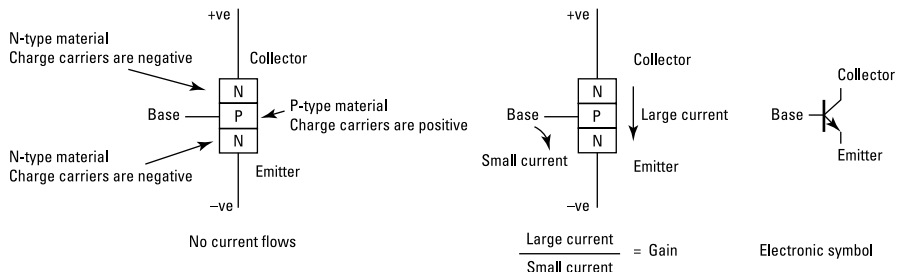 +ve
N-type material
Charge carriers are negative
Collector
N
Base
P
P-type material
Charge carriers are positive
N
N-type material
Charge carriers are negative
Emitter
−ve
No current flows
+ve
Collector
N
Base
P
Large current
N
Small current
Emitter
−ve
Large current
Small current
= Gain
Collector
Base
Emitter
Electronic symbol